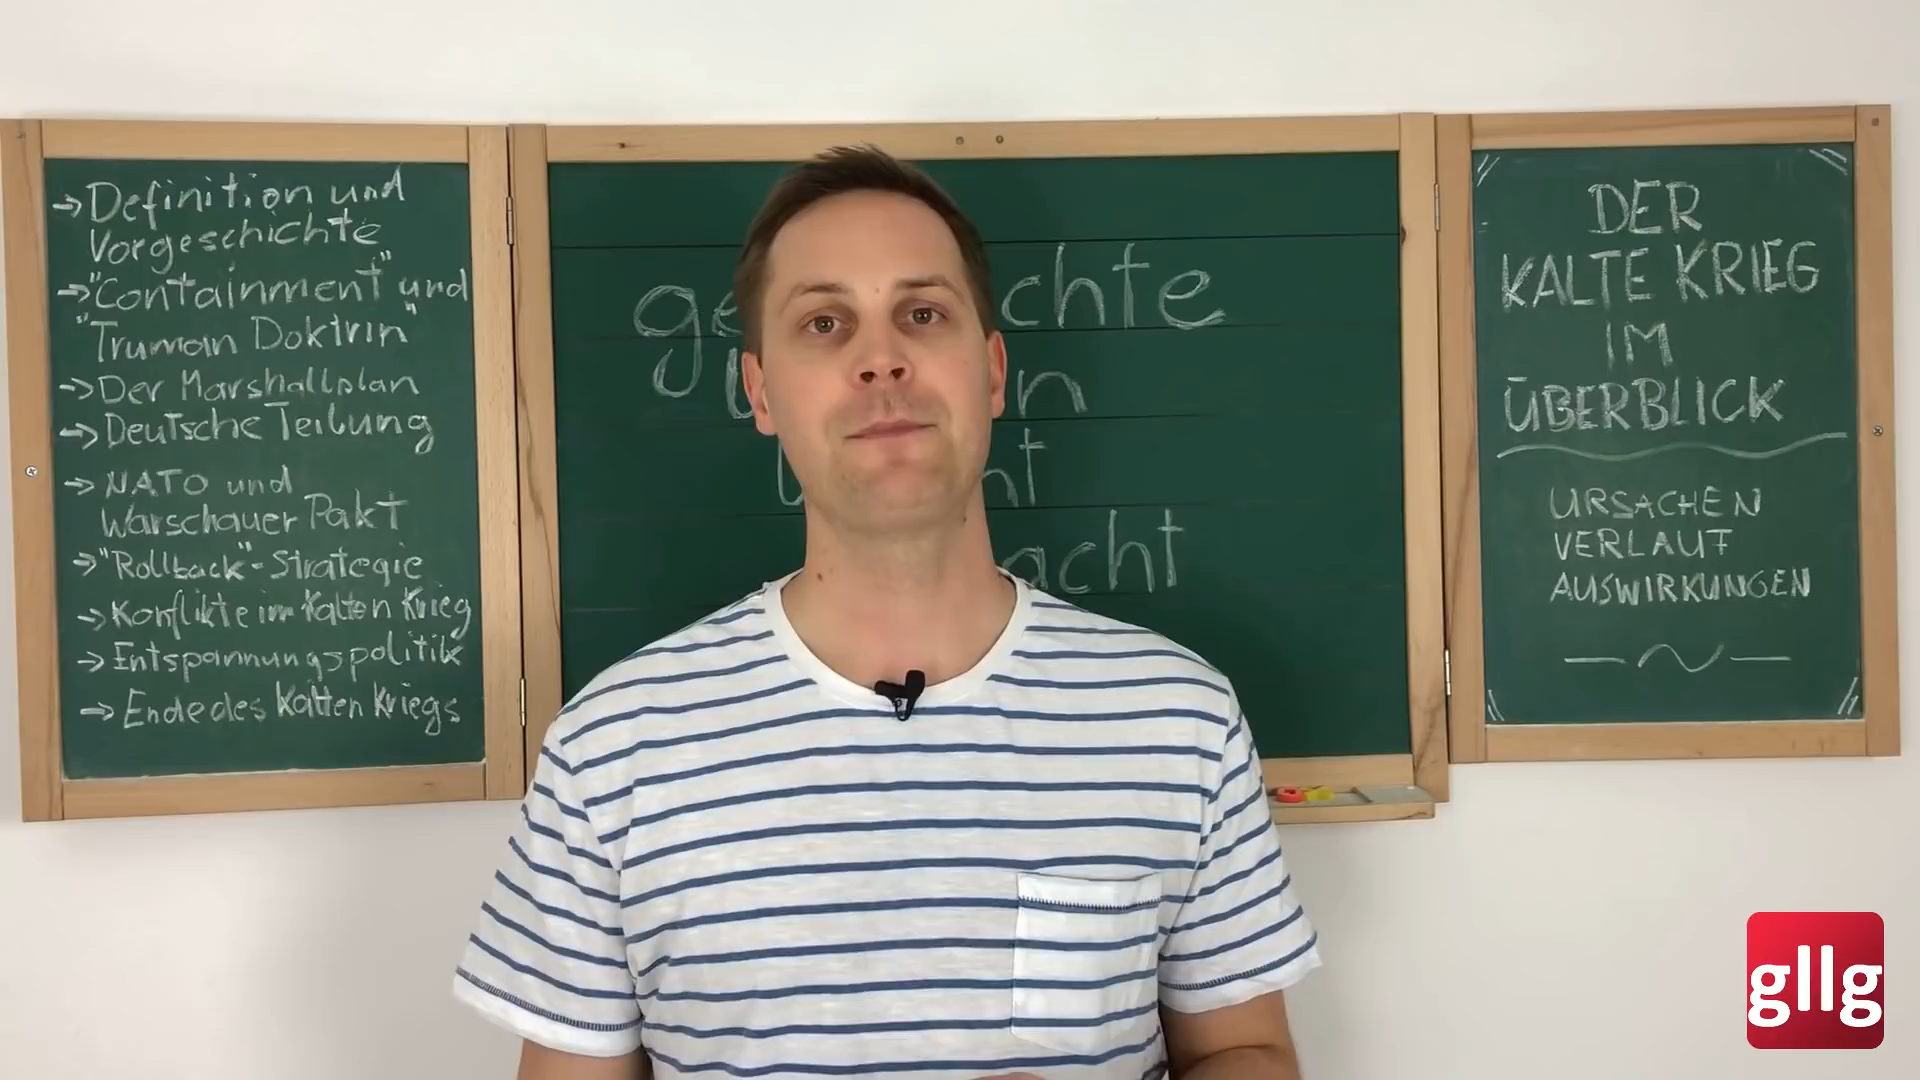 →Definition und
Vorgeschichte
→"Containment" und
"Truman Doktrin"
→Der Marshallplan
→Deutsche Teilung
→NATO und
Warschauer Pakt
→"Rollback"-Strategie
→Konflikte im Kalten Krieg
→Entspannungspolitik
→Ende des Kalten Kriegs
DER
KALTE KRIEG
IM
ÜBERBLICK
URSACHEN
VERLAUF
AUSWIRKUNGEN
gllg